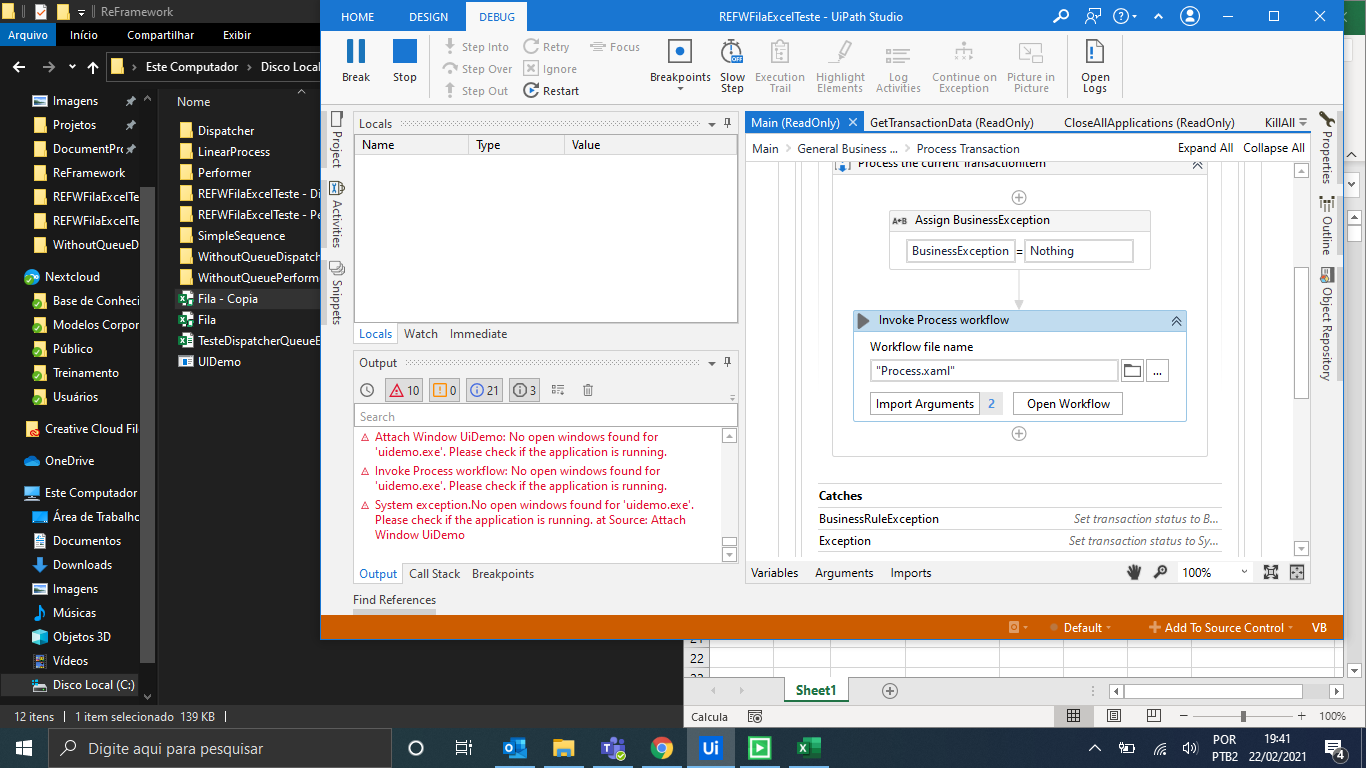 ReFramework
Arquivo
Início
Compartilhar
Exibir
Este Computador
Disco Local
Imagens
Projetos
DocumentPro
ReFramework
REFWFilaExcelTe
REFWFilaExcelTe
WithoutQueueD
Nextcloud
Base de Conheci
Modelos Corpor
Público
Treinamento
Usuários
Creative Cloud Fil
OneDrive
Este Computador
Área de Trabalho
Documentos
Downloads
Imagens
Músicas
Objetos 3D
Vídeos
Disco Local (C:)
Nome
Dispatcher
LinearProcess
Performer
REFWFilaExcelTeste - Di
REFWFilaExcelTeste - Pe
SimpleSequence
WithoutQueueDispatch
WithoutQueuePerform
Fila - Copia
Fila
TesteDispatcherQueueE
UIDemo
12 itens
1 item selecionado 139 KB
HOME
DESIGN
DEBUG
REFWFilaExcelTeste - UiPath Studio
Break
Stop
Step Into
Step Over
Step Out
Retry
Ignore
Restart
Focus
Breakpoints
Slow Step
OFF
Execution Trail
Highlight Elements
Log Activities
Continue on Exception
Picture in Picture
Open Logs
Project
Activities
Snippets
Locals
Name
Type
Value
Locals
Watch
Immediate
Output
10
0
21
3
Search
Attach Window UiDemo: No open windows found for
'uidemo.exe'. Please check if the application is running.
Invoke Process workflow: No open windows found for
'uidemo.exe'. Please check if the application is running.
System exception.No open windows found for 'uidemo.exe'.
Please check if the application is running. at Source: Attach
Window UiDemo
Output
Call Stack
Breakpoints
Find References
Main (ReadOnly)
GetTransactionData (ReadOnly)
CloseAllApplications (ReadOnly)
KillAll
Main
General Business ...
Process Transaction
Expand All
Collapse All
Process the current TransactionItem
A+B
Assign BusinessException
BusinessException
=
Nothing
Invoke Process workflow
Workflow file name
"Process.xaml"
...
Import Arguments
2
Open Workflow
Catches
BusinessRuleException
Set transaction status to B...
Exception
Set transaction status to Sy...
Variables
Arguments
Imports
100%
Properties
Outline
Object Repository
Default
Add To Source Control
VB
21
22
23
Sheet1
Calcula
100%
Digite aqui para pesquisar
Ui
POR
PTB2
19:41
22/02/2021
4